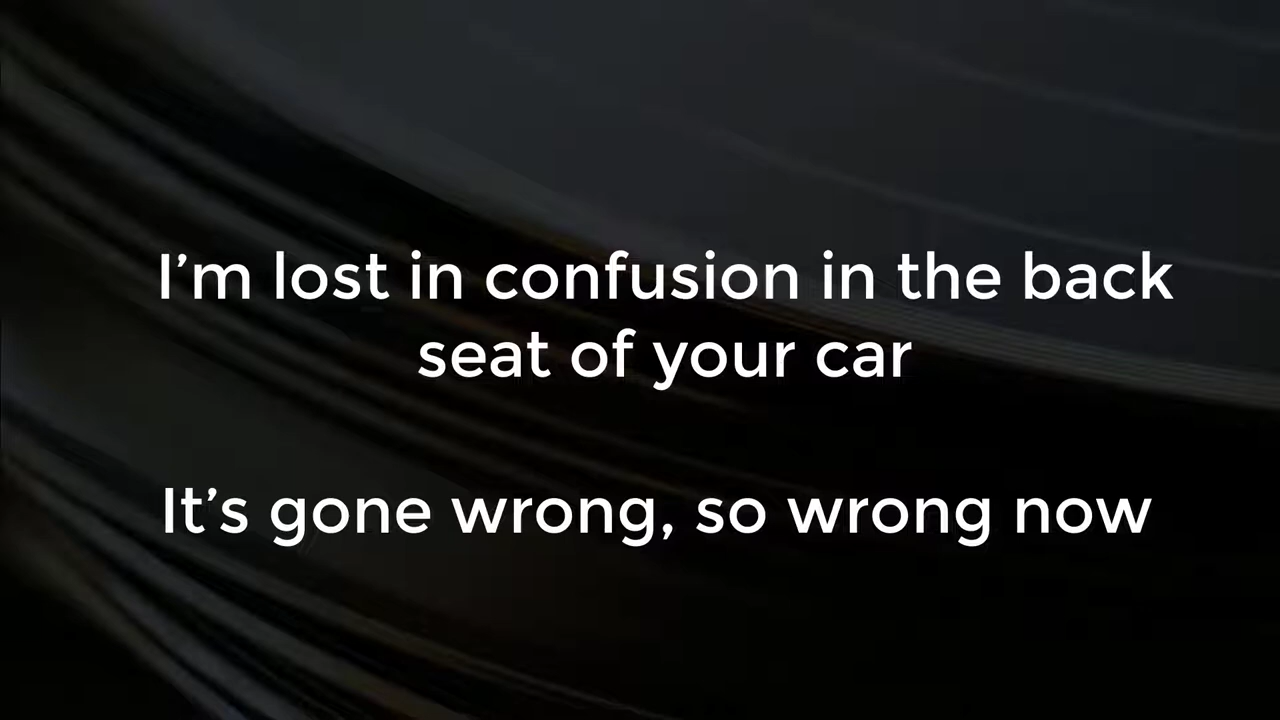 I’m lost in confusion in the back
seat of your car
It’s gone wrong, so wrong now